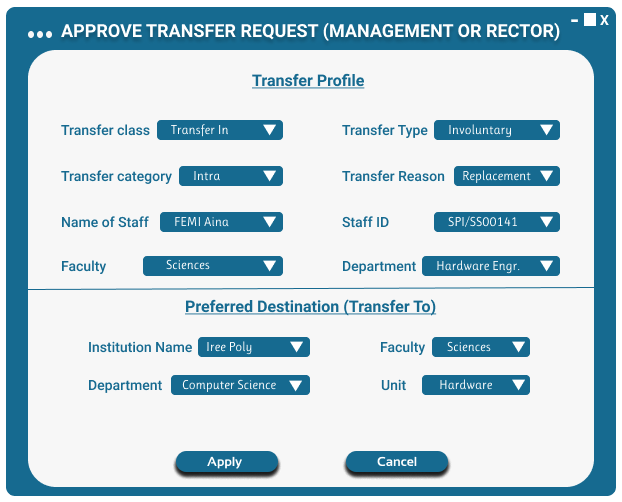 APPROVE TRANSFER REQUEST (MANAGEMENT OR RECTOR) X
Transfer Profile
Transfer class Transfer In Transfer Type Involuntary
Transfer category Intra Transfer Reason Replacement
Name of Staff FEMI Aina Staff ID SPI/SS00141
Faculty Sciences Department Hardware Engr.
Preferred Destination (Transfer To)
Institution Name Iree Poly Faculty Sciences
Department Computer Science Unit Hardware
Apply Cancel